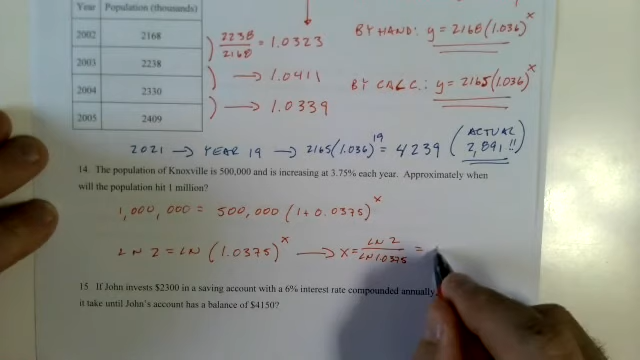 Year Population (thousands)
2002 2168
2003 2238
2004 2330
2005 2409
) 2238/2168 = 1.0323
) → 1.0411
) → 1.0339
BY HAND: y = 2168(1.036)^x
BY CALC.: y = 2165(1.036)^x
2021 → YEAR 19 → 2165(1.036)^19 = 4239 (ACTUAL 2,891!!)
14. The population of Knoxville is 500,000 and is increasing at 3.75% each year. Approximately when
will the population hit 1 million?
1,000,000 = 500,000 (1+0.0375)^x
LN 2 = LN (1.0375)^x → x = LN 2/LN 1.0375 =
15. If John invests $2300 in a saving account with a 6% interest rate compounded annually,
it take until John's account has a balance of $4150?